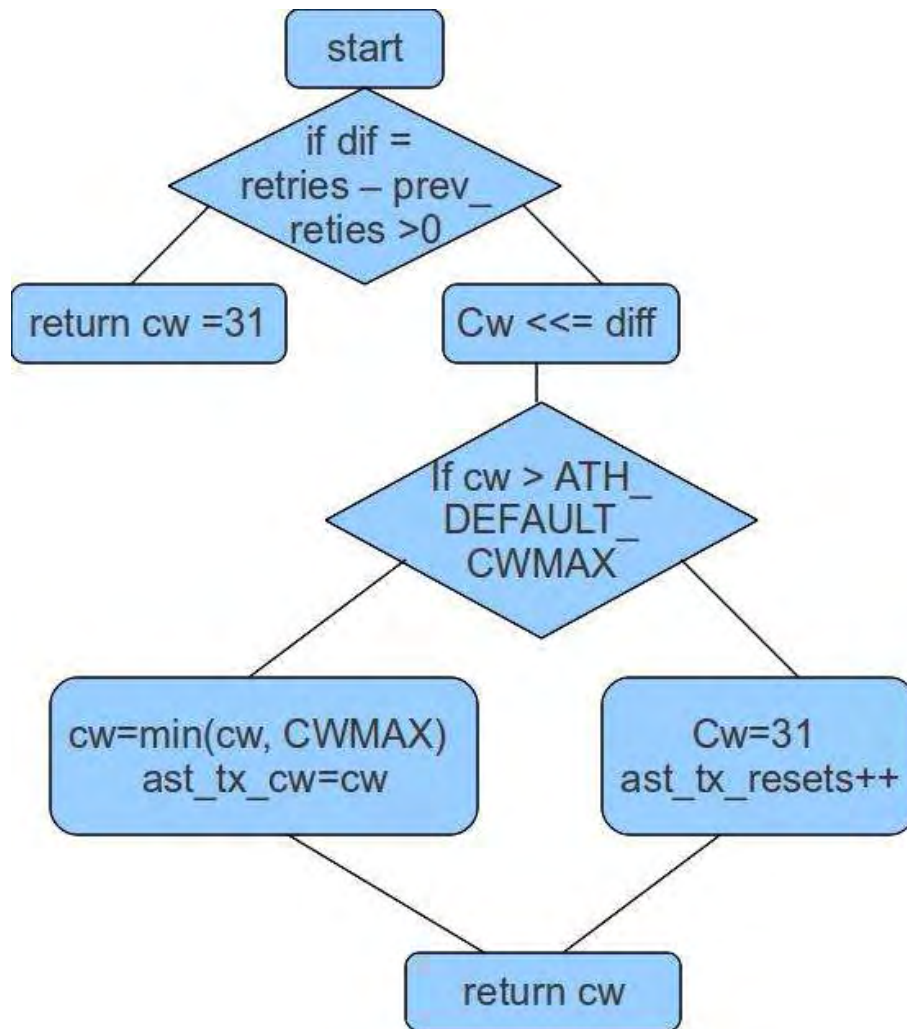 start
if dif =
retries – prev_
reties >0
return cw =31
Cw <<= diff
If cw > ATH_
DEFAULT_
CWMAX
cw=min(cw, CWMAX)
ast_tx_cw=cw
Cw=31
ast_tx_resets++
return cw